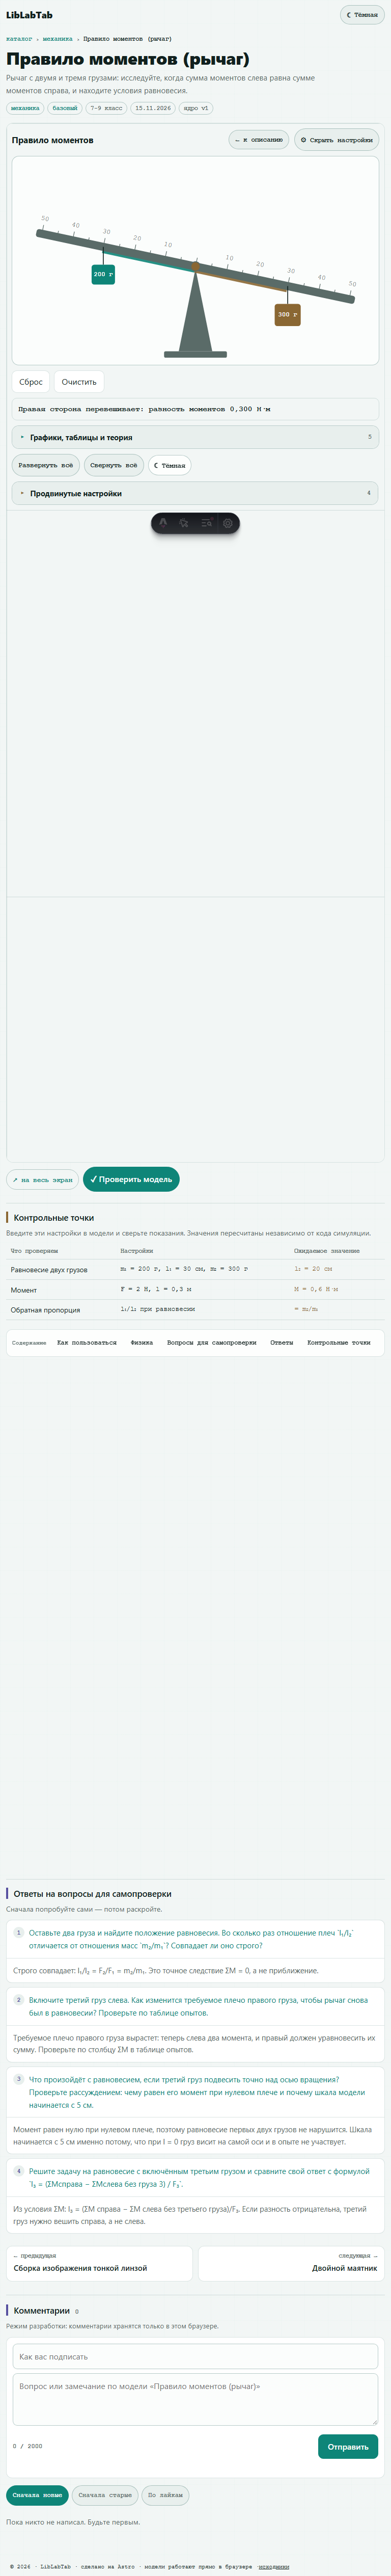 LibLabTab
☾ Тёмная
каталог ▸ механика ▸ Правило моментов (рычаг)
Правило моментов (рычаг)
Рычаг с двумя и тремя грузами: исследуйте, когда сумма моментов слева равна сумме
моментов справа, и находите условия равновесия.
механика базовый 7–9 класс 15.11.2026 ядро v1
Правило моментов
← к описанию
⚙ Скрыть настройки
50 40 30 20 10 10 20 30 40 50
200 г
300 г
Сброс Очистить
Правая сторона перевешивает: разность моментов 0,300 Н·м
▸ Графики, таблицы и теория 5
Развернуть всё Свернуть всё ☾ Тёмная
▸ Продвинутые настройки 4
↗ на весь экран ✓ Проверить модель
Контрольные точки
Введите эти настройки в модели и сверьте показания. Значения пересчитаны независимо от кода симуляции.
Что проверяем Настройки Ожидаемое значение
Равновесие двух грузов m₁ = 200 г, l₁ = 30 см, m₂ = 300 г l₂ = 20 см
Момент F = 2 Н, l = 0,3 м M = 0,6 Н·м
Обратная пропорция l₁/l₂ при равновесии = m₂/m₁
Содержание Как пользоваться Физика Вопросы для самопроверки Ответы Контрольные точки
Ответы на вопросы для самопроверки
Сначала попробуйте сами — потом раскройте.
1 Оставьте два груза и найдите положение равновесия. Во сколько раз отношение плеч `l₁/l₂`
отличается от отношения масс `m₂/m₁`? Совпадает ли оно строго?
Строго совпадает: l₁/l₂ = F₂/F₁ = m₂/m₁. Это точное следствие ΣM = 0, а не приближение.
2 Включите третий груз слева. Как изменится требуемое плечо правого груза, чтобы рычаг снова
был в равновесии? Проверьте по таблице опытов.
Требуемое плечо правого груза вырастет: теперь слева два момента, и правый должен уравновесить их
сумму. Проверьте по столбцу ΣM в таблице опытов.
3 Что произойдёт с равновесием, если третий груз подвесить точно над осью вращения?
Проверьте рассуждением: чему равен его момент при нулевом плече и почему шкала модели
начинается с 5 см.
Момент равен нулю при нулевом плече, поэтому равновесие первых двух грузов не нарушится. Шкала
начинается с 5 см именно потому, что при l = 0 груз висит на самой оси и в опыте не участвует.
4 Решите задачу на равновесие с включённым третьим грузом и сравните свой ответ с формулой
`l₃ = (ΣMсправа − ΣMслева без груза 3) / F₃`.
Из условия ΣM: l₃ = (ΣM справа − ΣM слева без третьего груза)/F₃. Если разность отрицательна, третий
груз нужно вешить справа, а не слева.
← предыдущая
Сборка изображения тонкой линзой
следующая →
Двойной маятник
Комментарии 0
Режим разработки: комментарии хранятся только в этом браузере.
Как вас подписать
Вопрос или замечание по модели «Правило моментов (рычаг)»
0 / 2000
Отправить
Сначала новые Сначала старые По лайкам
Пока никто не написал. Будьте первым.
© 2026 · LibLabTab · сделано на Astro · модели работают прямо в браузере · исходники